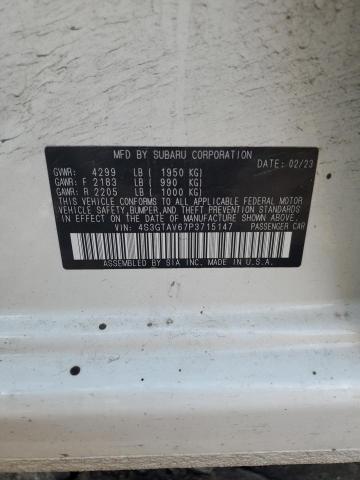 MFD BY SUBARU CORPORATION
DATE: 02/23
GVWR: 4299 LB ( 1950 KG)
GAWR: F 2183 LB ( 990 KG)
GAWR: R 2205 LB ( 1000 KG)
THIS VEHICLE CONFORMS TO ALL APPLICABLE FEDERAL MOTOR
VEHICLE SAFETY,BUMPER,AND THEFT PREVENTION STANDARDS
IN EFFECT ON THE DATE OF MANUFACTURE SHOWN ABOVE.
VIN: 4S3GTAV67P3715147 PASSENGER CAR
ASSEMBLED BY SIA INC. MADE IN U.S.A.